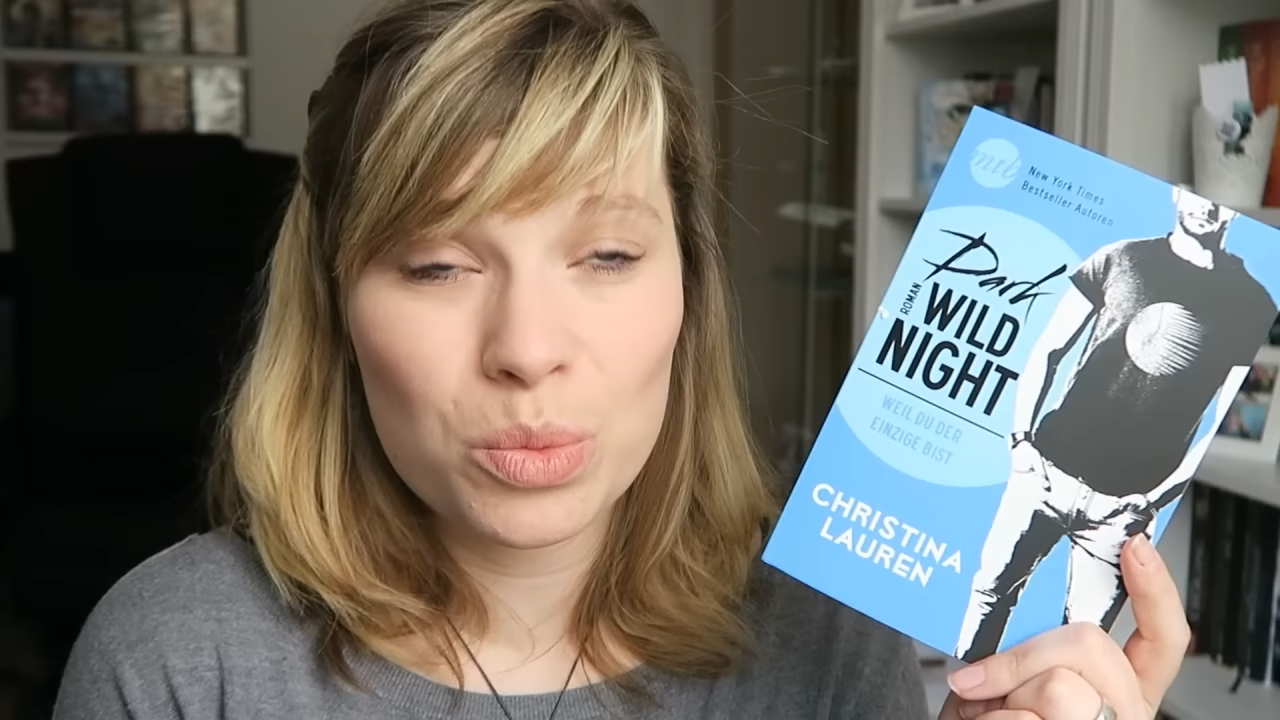 mtb
New York Times
Bestseller Autoren
Dark
ROMAN
WILD
NIGHT
WEIL DU DER
EINZIGE BIST
CHRISTINA
LAUREN